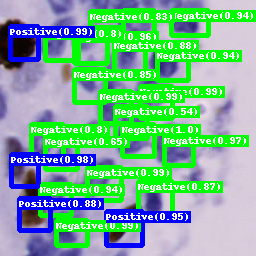 Negative(0.83)
Negative(0.94)
Positive(0.99)
0.8)
(0.96)
Negative(0.88)
Negative(0.94)
Negative(0.85)
(0.99)
Negative(0.99)
Negative(0.54)
Negative(0.8)
Negative(1.0)
Negative(0.65)
Negative(0.97)
Positive(0.98)
Negative(0.99)
Negative(0.94)
Negative(0.87)
Positive(0.88)
Positive(0.95)
Negative(0.99)